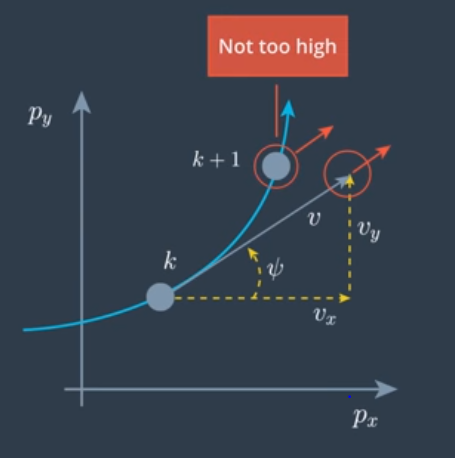 Not too high
p_y
k + 1
k
v
v_y
ψ
v_x
p_x